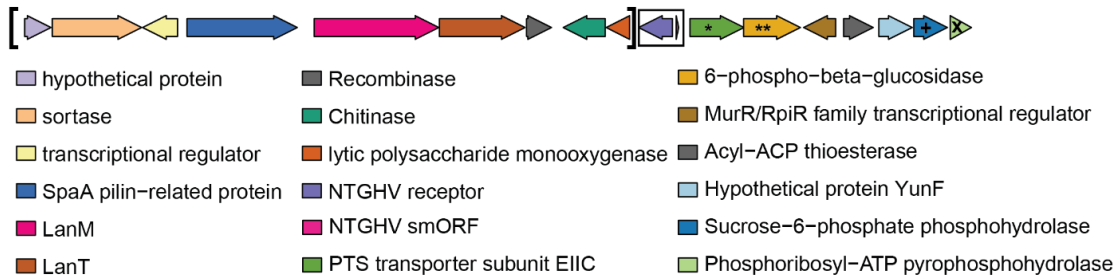 [ * ** + x ]
hypothetical protein
sortase
transcriptional regulator
SpaA pilin−related protein
LanM
LanT
Recombinase
Chitinase
lytic polysaccharide monooxygenase
NTGHV receptor
NTGHV smORF
PTS transporter subunit EIIC
6−phospho−beta−glucosidase
MurR/RpiR family transcriptional regulator
Acyl−ACP thioesterase
Hypothetical protein YunF
Sucrose−6−phosphate phosphohydrolase
Phosphoribosyl−ATP pyrophosphohydrolase